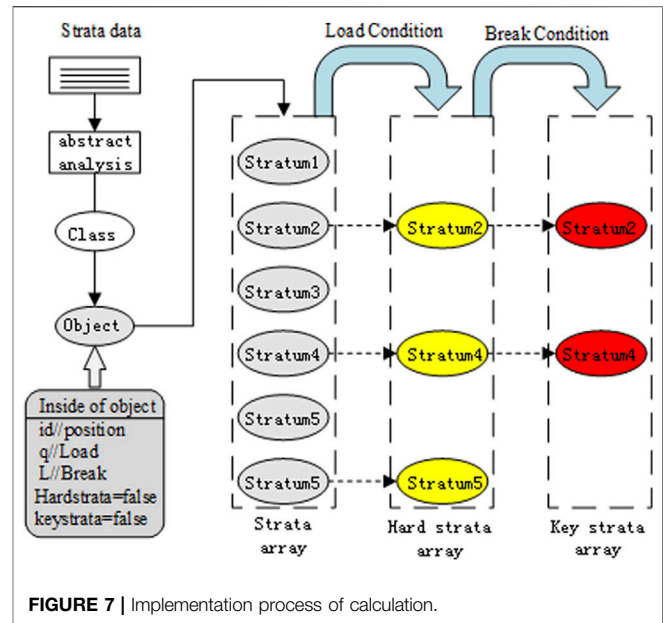 Strata data
Load Condition
Break Condition
abstract
analysis
Class
Object
Inside of object
id//position
q//Load
L//Break
Hardstrata=false
keystrata=false
Stratum1
Stratum2
Stratum3
Stratum4
Stratum5
Stratum5
Strata
array
Stratum2
Stratum4
Stratum5
Hard strata
array
Stratum2
Stratum4
Key strata
array
FIGURE 7 | Implementation process of calculation.